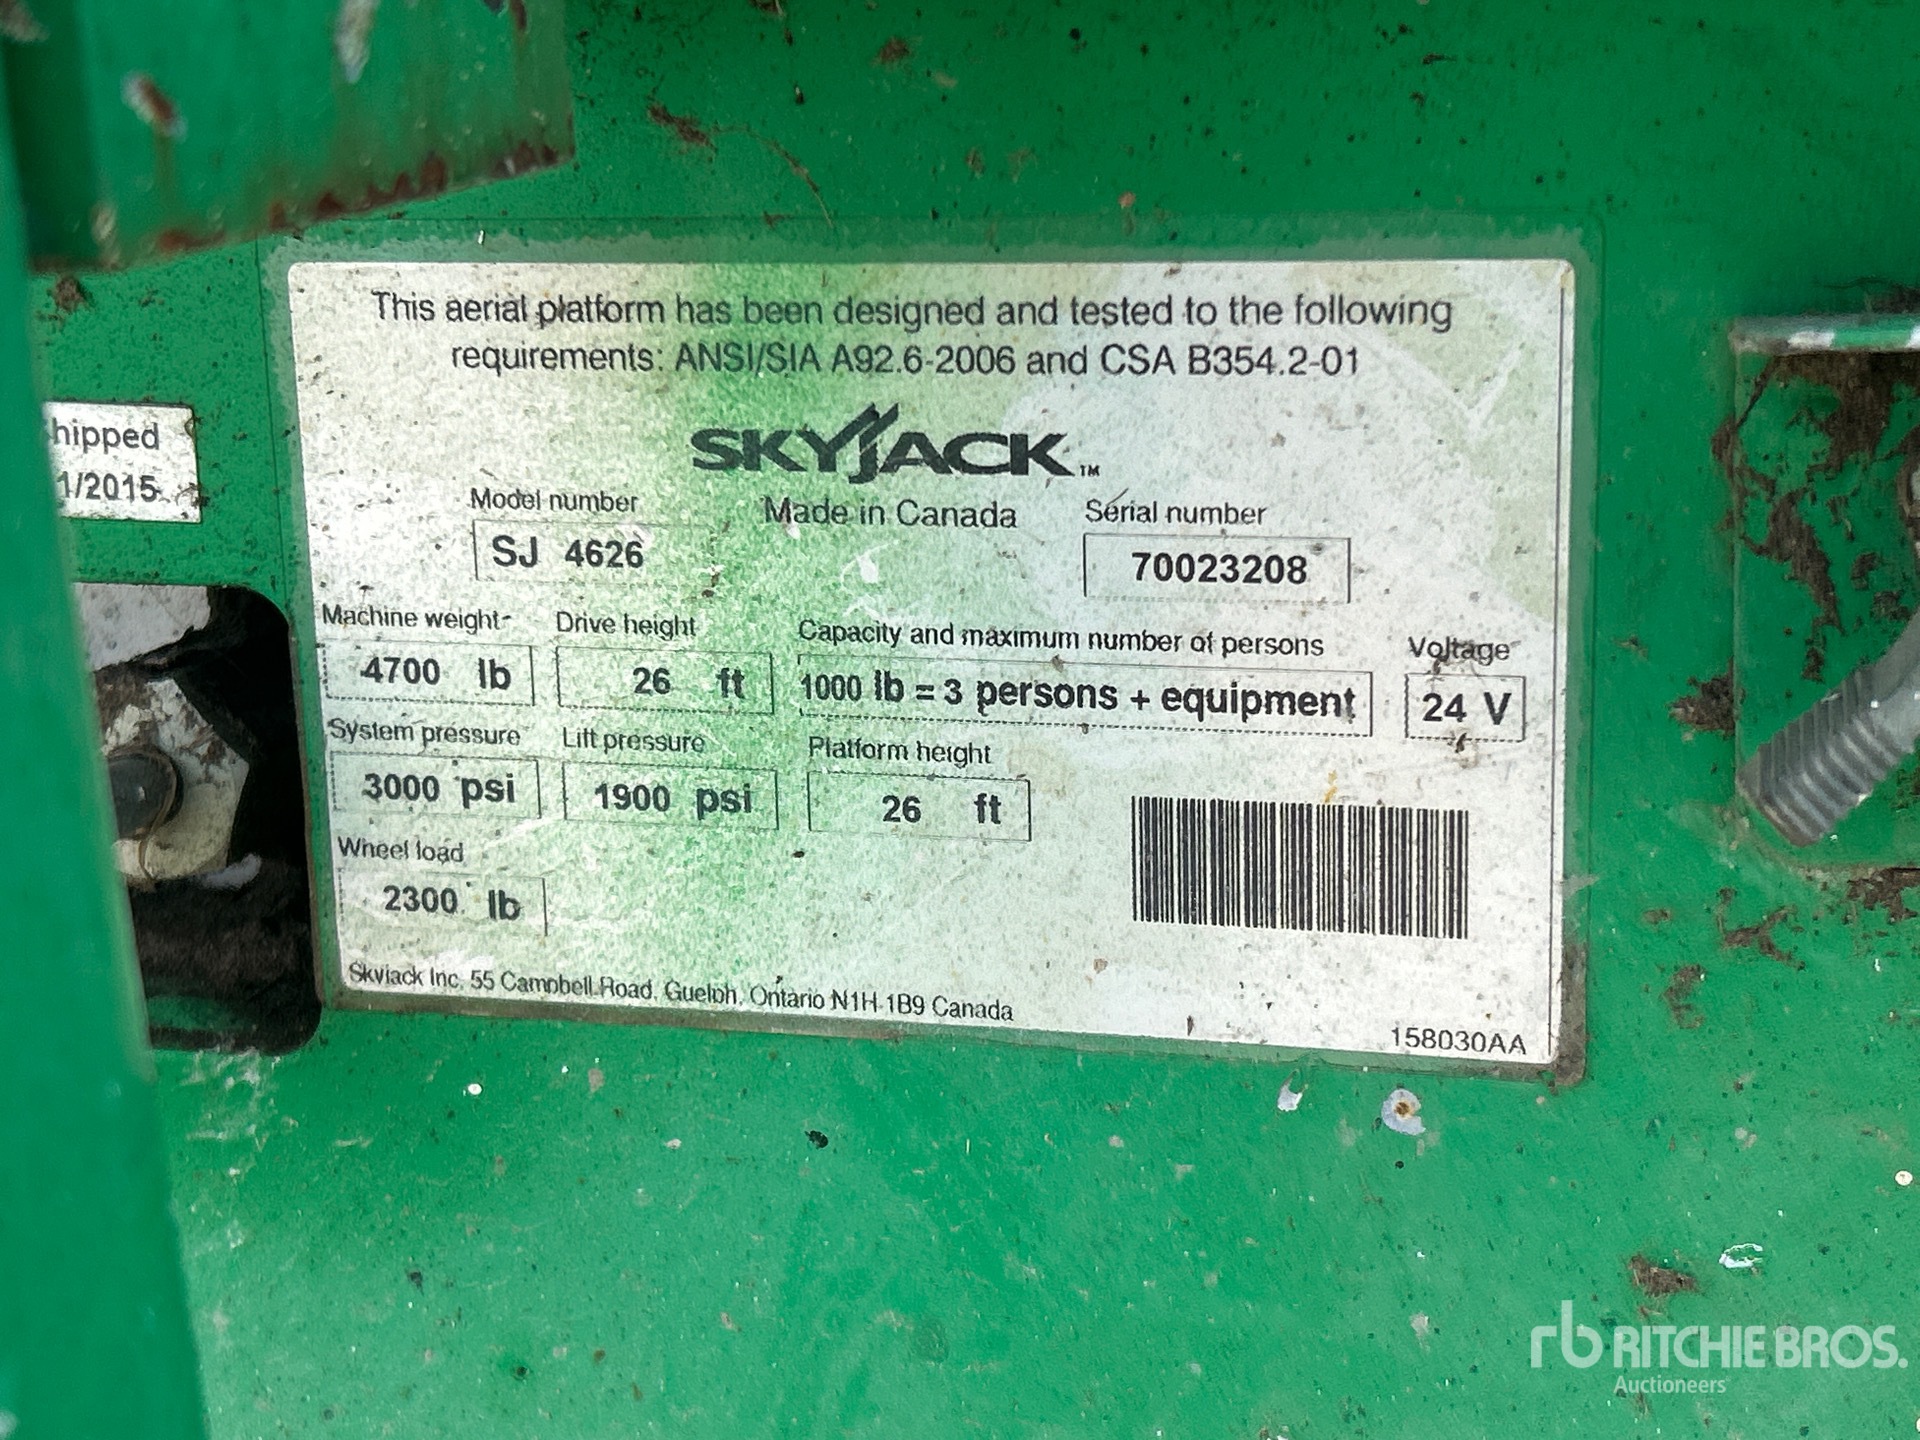 This aerial platform has been designed and tested to the following
requirements: ANSI/SIA A92.6-2006 and CSA B354.2-01
SKYJACK™
Made in Canada
Model number
SJ 4626
Serial number
70023208
Machine weight
4700 lb
Drive height
26 ft
Capacity and maximum number of persons
1000 lb = 3 persons + equipment
Voltage
24 V
System pressure
3000 psi
Lift pressure
1900 psi
Platform height
26 ft
Wheel load
2300 lb
Skyjack Inc. 55 Campbell Road, Guelph, Ontario N1H 1B9 Canada
158030AA
hipped
1/2015
rb RITCHIE BROS.
Auctioneers